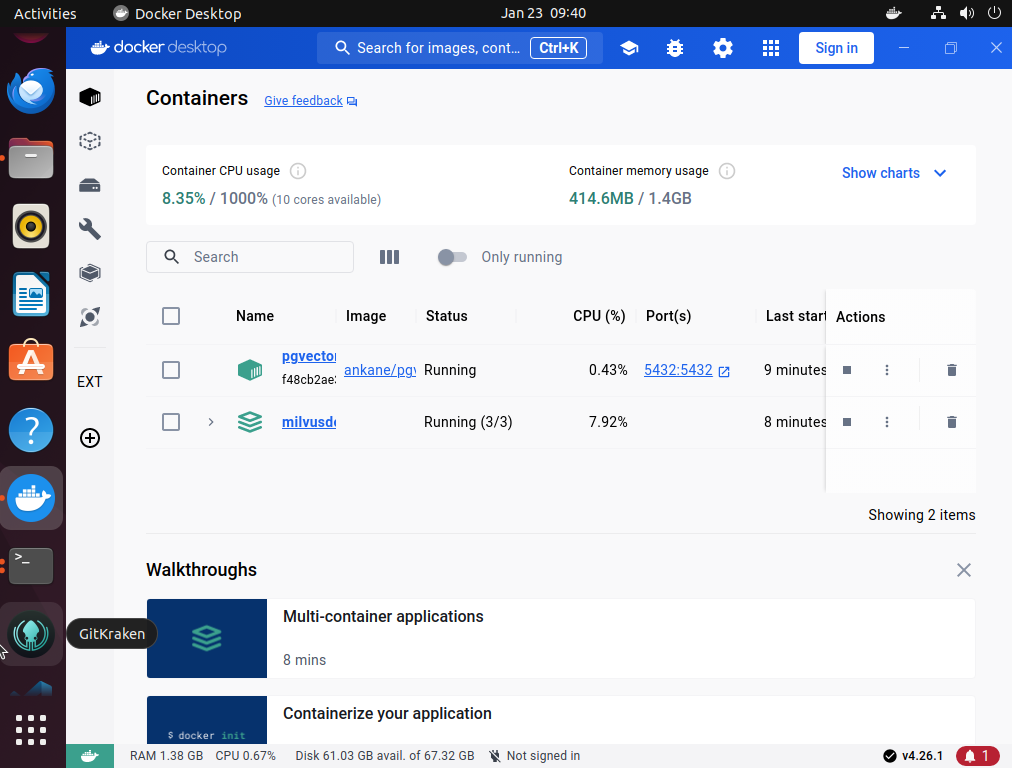 Activities
Docker Desktop
Jan 23 09:40
docker desktop
Search for images, cont...
Ctrl+K
Sign in
Containers
Give feedback
Container CPU usage
8.35% / 1000% (10 cores available)
Container memory usage
414.6MB / 1.4GB
Show charts
Search
Only running
Name
Image
Status
CPU (%)
Port(s)
Last start
Actions
pgvector
f48cb2ae
ankane/pgv
Running
0.43%
5432:5432
9 minutes
milvusd
Running (3/3)
7.92%
8 minutes
EXT
Showing 2 items
Walkthroughs
Multi-container applications
8 mins
$ docker init
Containerize your application
GitKraken
RAM 1.38 GB
CPU 0.67%
Disk 61.03 GB avail. of 67.32 GB
Not signed in
v4.26.1
1